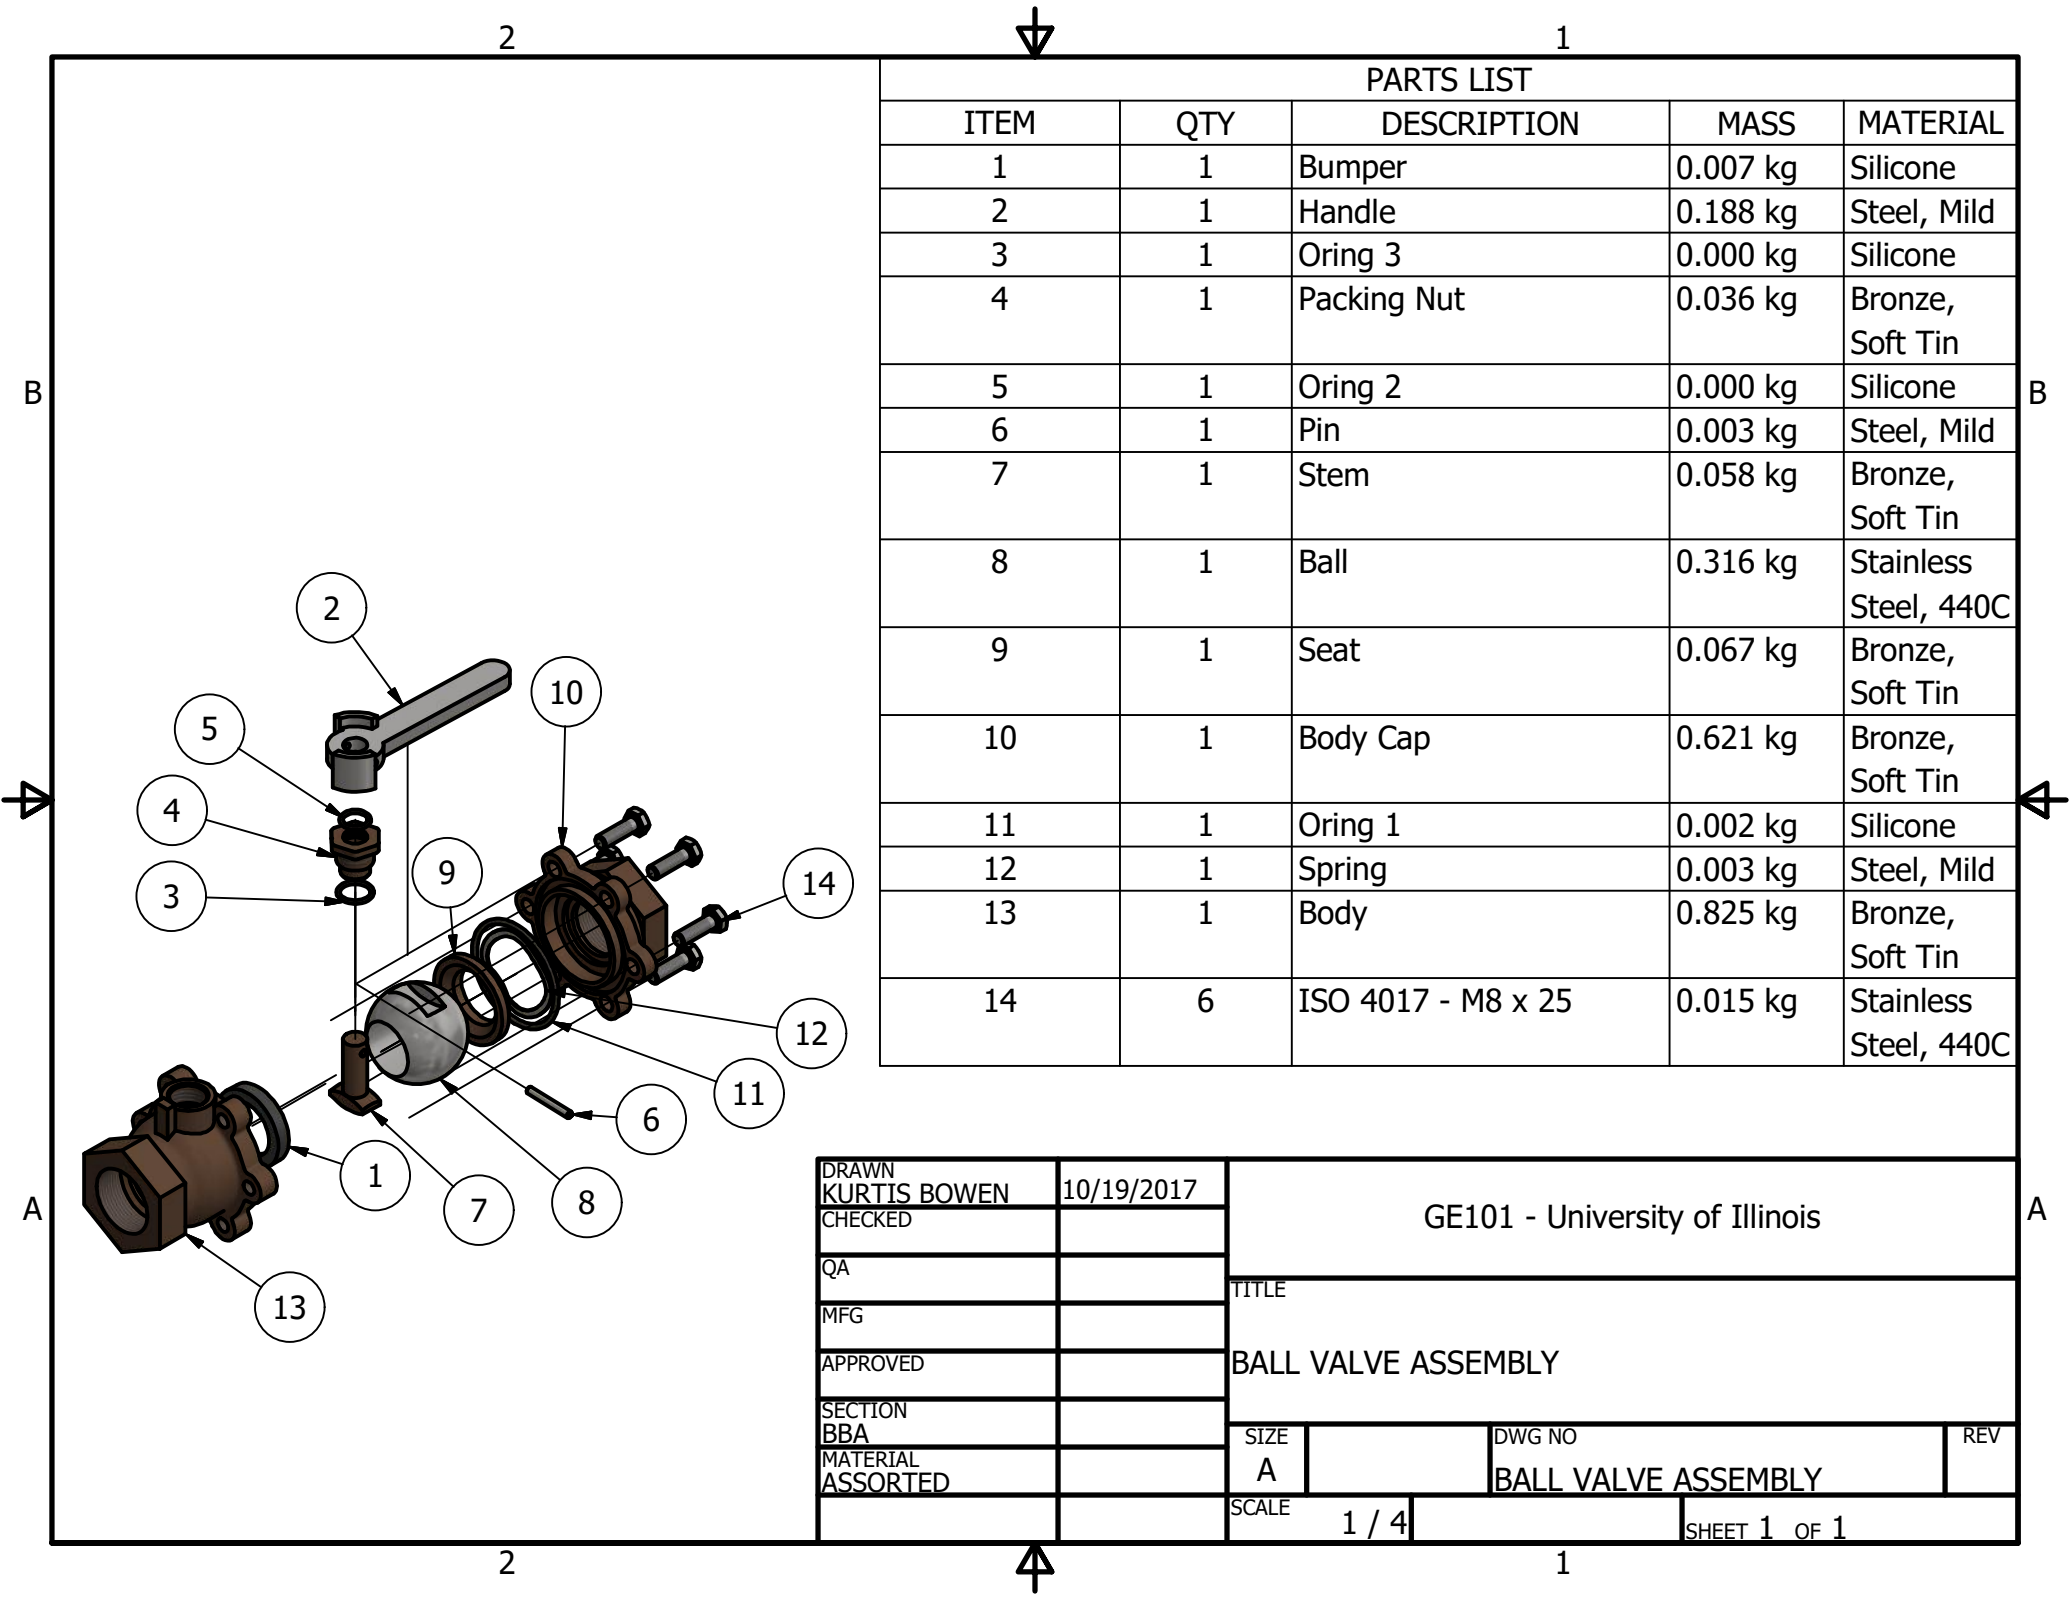 2
1
PARTS LIST
ITEM QTY DESCRIPTION MASS MATERIAL
1 1 Bumper 0.007 kg Silicone
2 1 Handle 0.188 kg Steel, Mild
3 1 Oring 3 0.000 kg Silicone
4 1 Packing Nut 0.036 kg Bronze,
Soft Tin
5 1 Oring 2 0.000 kg Silicone
6 1 Pin 0.003 kg Steel, Mild
7 1 Stem 0.058 kg Bronze,
Soft Tin
8 1 Ball 0.316 kg Stainless
Steel, 440C
9 1 Seat 0.067 kg Bronze,
Soft Tin
10 1 Body Cap 0.621 kg Bronze,
Soft Tin
11 1 Oring 1 0.002 kg Silicone
12 1 Spring 0.003 kg Steel, Mild
13 1 Body 0.825 kg Bronze,
Soft Tin
14 6 ISO 4017 - M8 x 25 0.015 kg Stainless
Steel, 440C
B
B
2
10
5
4
9
14
3
12
11
6
1
8
7
13
A
A
DRAWN
KURTIS BOWEN 10/19/2017
CHECKED
QA
MFG
APPROVED
SECTION
BBA
MATERIAL
ASSORTED
GE101 - University of Illinois
TITLE
BALL VALVE ASSEMBLY
SIZE
A
DWG NO
BALL VALVE ASSEMBLY
REV
SCALE
1 / 4
SHEET 1 OF 1
2
1